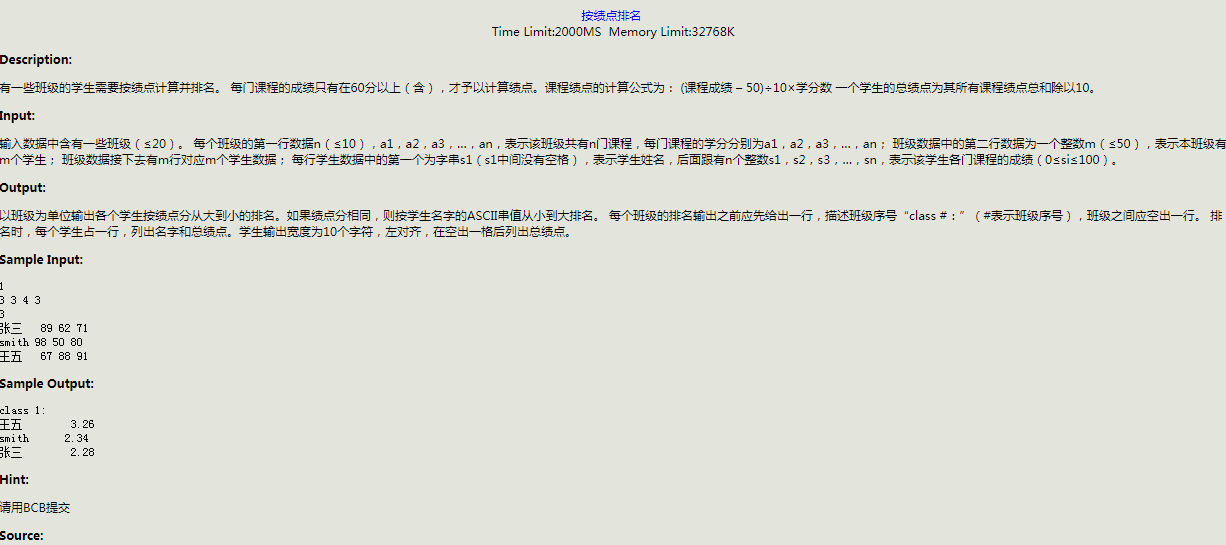 按绩点排名
Time Limit:2000MS  Memory Limit:32768K
Description:
有一些班级的学生需要按绩点计算并排名。 每门课程的成绩只有在60分以上（含），才予以计算绩点。课程绩点的计算公式为： (课程成绩 – 50)÷10×学分数 一个学生的总绩点为其所有课程绩点总和除以10。
Input:
输入数据中含有一些班级（≤20）。 每个班级的第一行数据n（≤10），a1，a2，a3，…，an，表示该班级共有n门课程，每门课程的学分分别为a1，a2，a3，…，an； 班级数据中的第二行数据为一个整数m（≤50），表示本班级有
m个学生； 班级数据接下去有m行对应m个学生数据； 每行学生数据中的第一个为字串s1（s1中间没有空格），表示学生姓名，后面跟有n个整数s1，s2，s3，…，sn，表示该学生各门课程的成绩（0≤si≤100）。
Output:
以班级为单位输出各个学生按绩点分从大到小的排名。如果绩点分相同，则按学生名字的ASCII串值从小到大排名。 每个班级的排名输出之前应先给出一行，描述班级序号“class #：”（ #表示班级序号），班级之间应空出一行。 排
名时，每个学生占一行，列出名字和总绩点。学生输出宽度为10个字符，左对齐，在空出一格后列出总绩点。
Sample Input:
1
3 3 4 3
3
张三   89 62 71
smith 98 50 80
王五   67 88 91
Sample Output:
class 1:
王五        3.26
smith      2.34
张三        2.28
Hint:
请用BCB提交
Source: